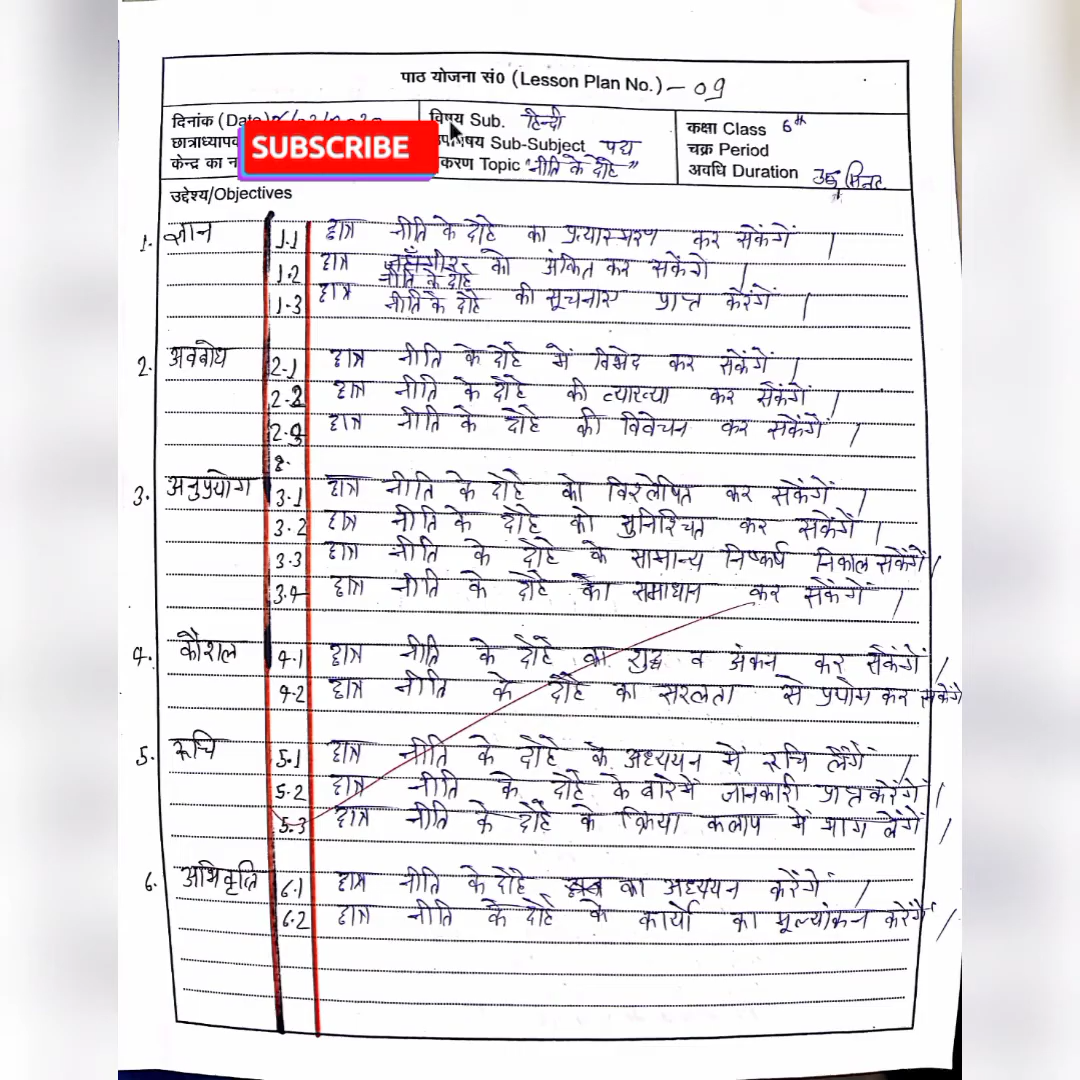 पाठ योजना सं0 (Lesson Plan No.) - 09
दिनांक (Date)
विषय Sub. हिन्दी
कक्षा Class 6th
छात्राध्यापक
SUBSCRIBE
Sub-Subject पद्य
चक्र Period
केन्द्र का
करण Topic "नीति के दोहे"
अवधि Duration 35 मिनट
उद्देश्य/Objectives
1. ज्ञान 1.1 छात्र नीति के दोहे का प्रत्यास्मरण कर सकेंगें ।
1.2 छात्र नीति के दोहे को अंकित कर सकेंगे ।
1.3 छात्र नीति के दोहे की सूचनाए प्राप्त करेंगें ।
2. अवबोध 2.1 छात्र नीति के दोहे में विभेद कर सकेंगें ।
2.2 छात्र नीति के दोहे की व्याख्या कर सकेंगें ।
2.3 छात्र नीति के दोहे की विवेचन कर सकेंगें ।
3. अनुप्रयोग 3.1 छात्र नीति के दोहे को विश्लेषित कर सकेंगें ।
3.2 छात्र नीति के दोहे को सुनिश्चित कर सकेंगें ।
3.3 छात्र नीति के दोहे के सामान्य निष्कर्ष निकाल सकेंगें ।
3.4 छात्र नीति के दोहे का समाधान कर सकेंगें ।
4. कौशल 4.1 छात्र नीति के दोहे का शुद्ध व अंकन कर सकेंगें ।
4.2 छात्र नीति के दोहे का सरलता से प्रयोग कर सकेंगे
5. रूचि 5.1 छात्र नीति के दोहे के अध्ययन में रुचि लेंगें ।
5.2 छात्र नीति के दोहे के बारे में जानकारी प्राप्त करेंगें ।
5.3 छात्र नीति के दोहे के क्रिया कलाप में भाग लेंगें ।
6. अभिवृत्ति 6.1 छात्र नीति के दोहे का अध्ययन करेंगें ।
6.2 छात्र नीति के दोहे के कार्यो का मूल्यांकन करेंगें ।